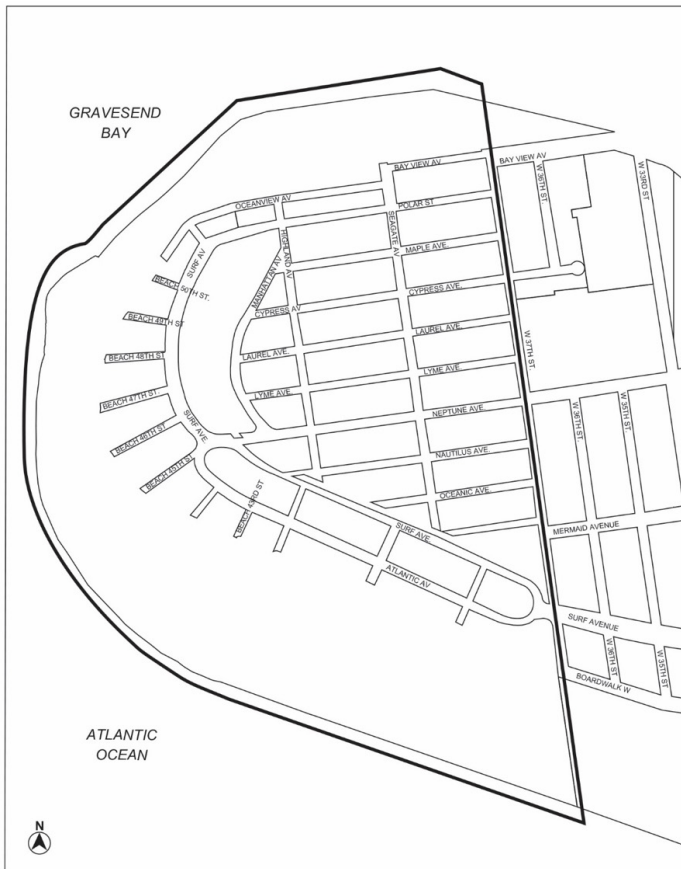 GRAVESEND
BAY
BAY VIEW AV
BAY VIEW AV
W 36TH ST.
W 33RD ST
OCEANVIEW AV
POLAR ST
SEAGATE AV
HIGHLAND AV
MANHATTAN AV
SURF AV
MAPLE AVE.
BEACH 50TH ST.
CYPRESS AVE.
CYPRESS AV
BEACH 49TH ST
LAUREL AVE.
W 37TH ST.
BEACH 48TH ST
LAUREL AVE.
LYME AVE.
BEACH 47TH ST.
LYME AVE.
NEPTUNE AVE.
W 36TH ST.
W 35TH ST.
SURF AVE.
BEACH 46TH ST.
NAUTILUS AVE.
BEACH 45TH ST
OCEANIC AVE.
BEACH 43RD ST
SURF AVE.
MERMAID AVENUE
ATLANTIC AV
SURF AVENUE
W 36TH ST.
W 35TH ST.
BOARDWALK W
ATLANTIC
OCEAN
N